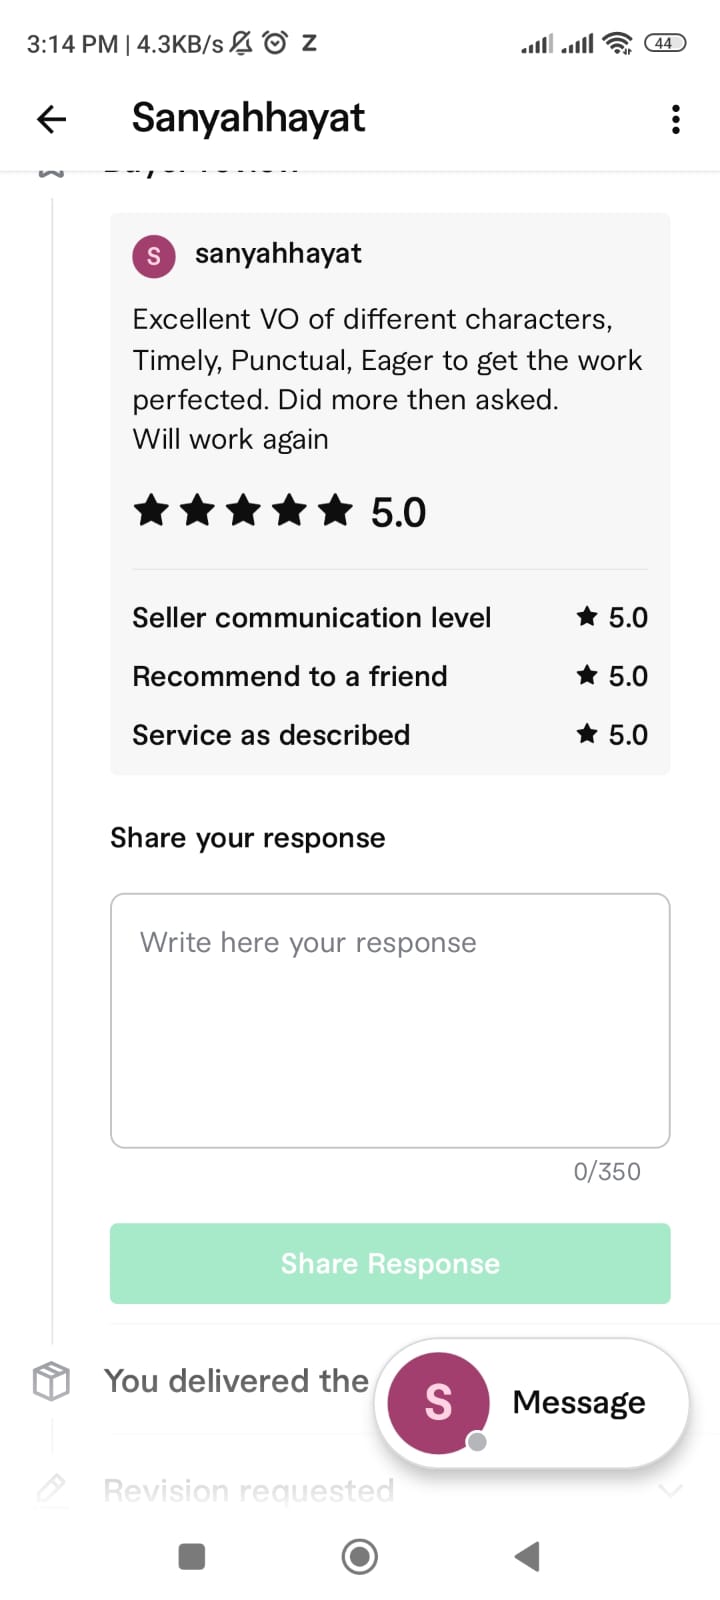 3:14 PM | 4.3KB/s Z 44
Sanyahhayat
S sanyahhayat
Excellent VO of different characters,
Timely, Punctual, Eager to get the work
perfected. Did more then asked.
Will work again
5.0
Seller communication level 5.0
Recommend to a friend 5.0
Service as described 5.0
Share your response
Write here your response
0/350
Share Response
You delivered the
S Message
Revision requested